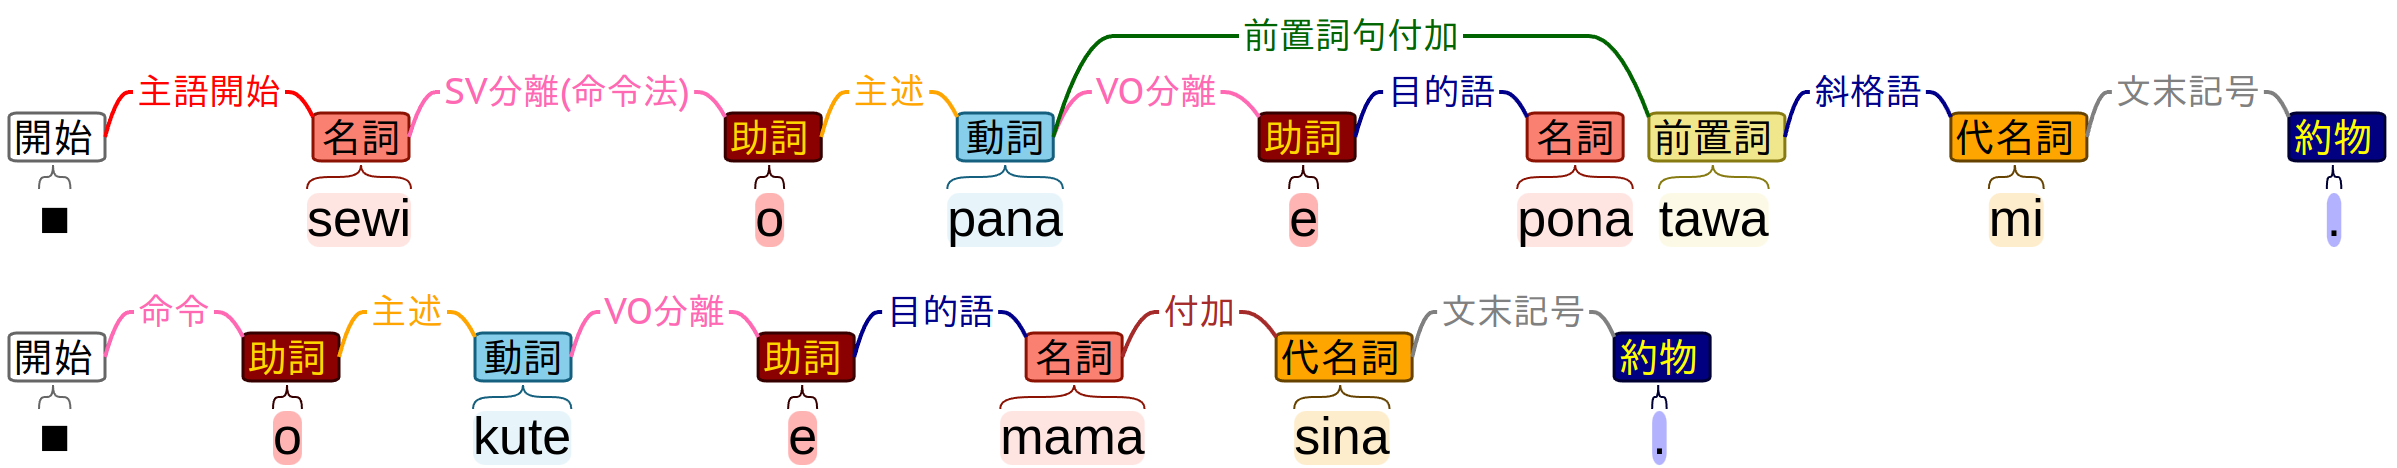 前置詞句付加
主語開始 SV分離(命令法) 主述 VO分離 目的語 斜格語 文末記号
開始 名詞 助詞 動詞 助詞 名詞 前置詞 代名詞 約物
■ sewi o pana e pona tawa mi .
命令 主述 VO分離 目的語 付加 文末記号
開始 助詞 動詞 助詞 名詞 代名詞 約物
■ o kute e mama sina .